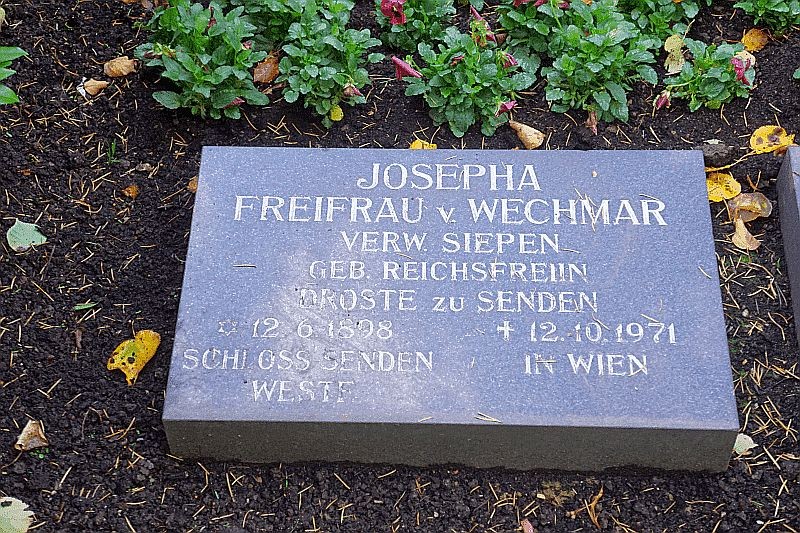 JOSEPHA
FREIFRAU v. WECHMAR
VERW. SIEPEN
GEB. REICHSFREIIN
DROSTE zu SENDEN
✡ 12.6.1898 ✝ 12.10.1971
SCHLOSS SENDEN IN WIEN
WESTF.